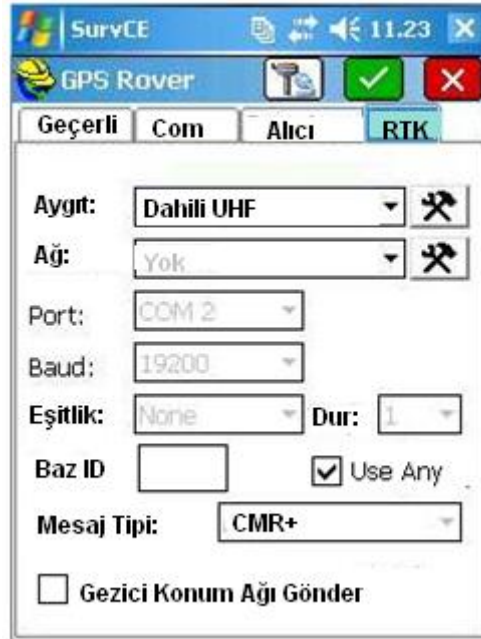 SurvCE 11.23
GPS Rover
Geçerli Com Alıcı RTK
Aygıt: Dahili UHF
Ağ: Yok
Port: COM 2
Baud: 19200
Eşitlik: None Dur: 1
Baz ID Use Any
Mesaj Tipi: CMR+
Gezici Konum Ağı Gönder